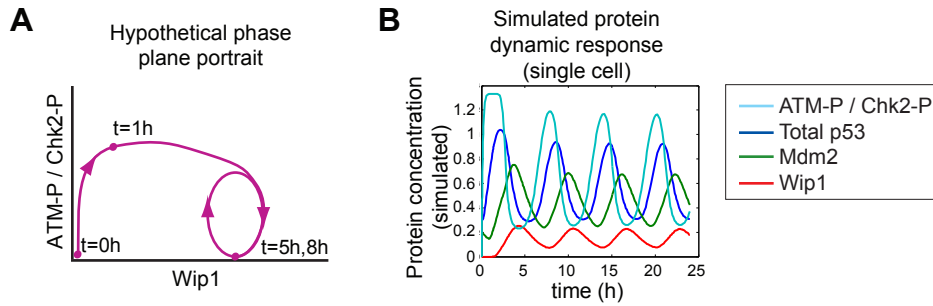 A
Hypothetical phase
plane portrait
ATM-P / Chk2-P
t=1h
t=0h
t=5h,8h
Wip1
B
Simulated protein
dynamic response
(single cell)
Protein concentration
(simulated)
1.2
1
0.8
0.6
0.4
0.2
0
0 5 10 15 20 25
time (h)
ATM-P / Chk2-P
Total p53
Mdm2
Wip1